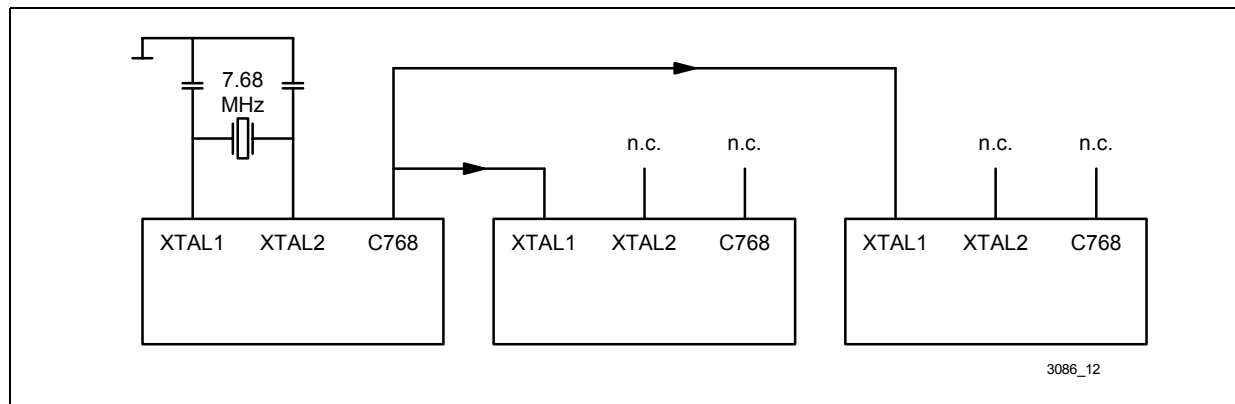 7.68
MHz
n.c. n.c. n.c. n.c.
XTAL1 XTAL2 C768 XTAL1 XTAL2 C768 XTAL1 XTAL2 C768
3086_12